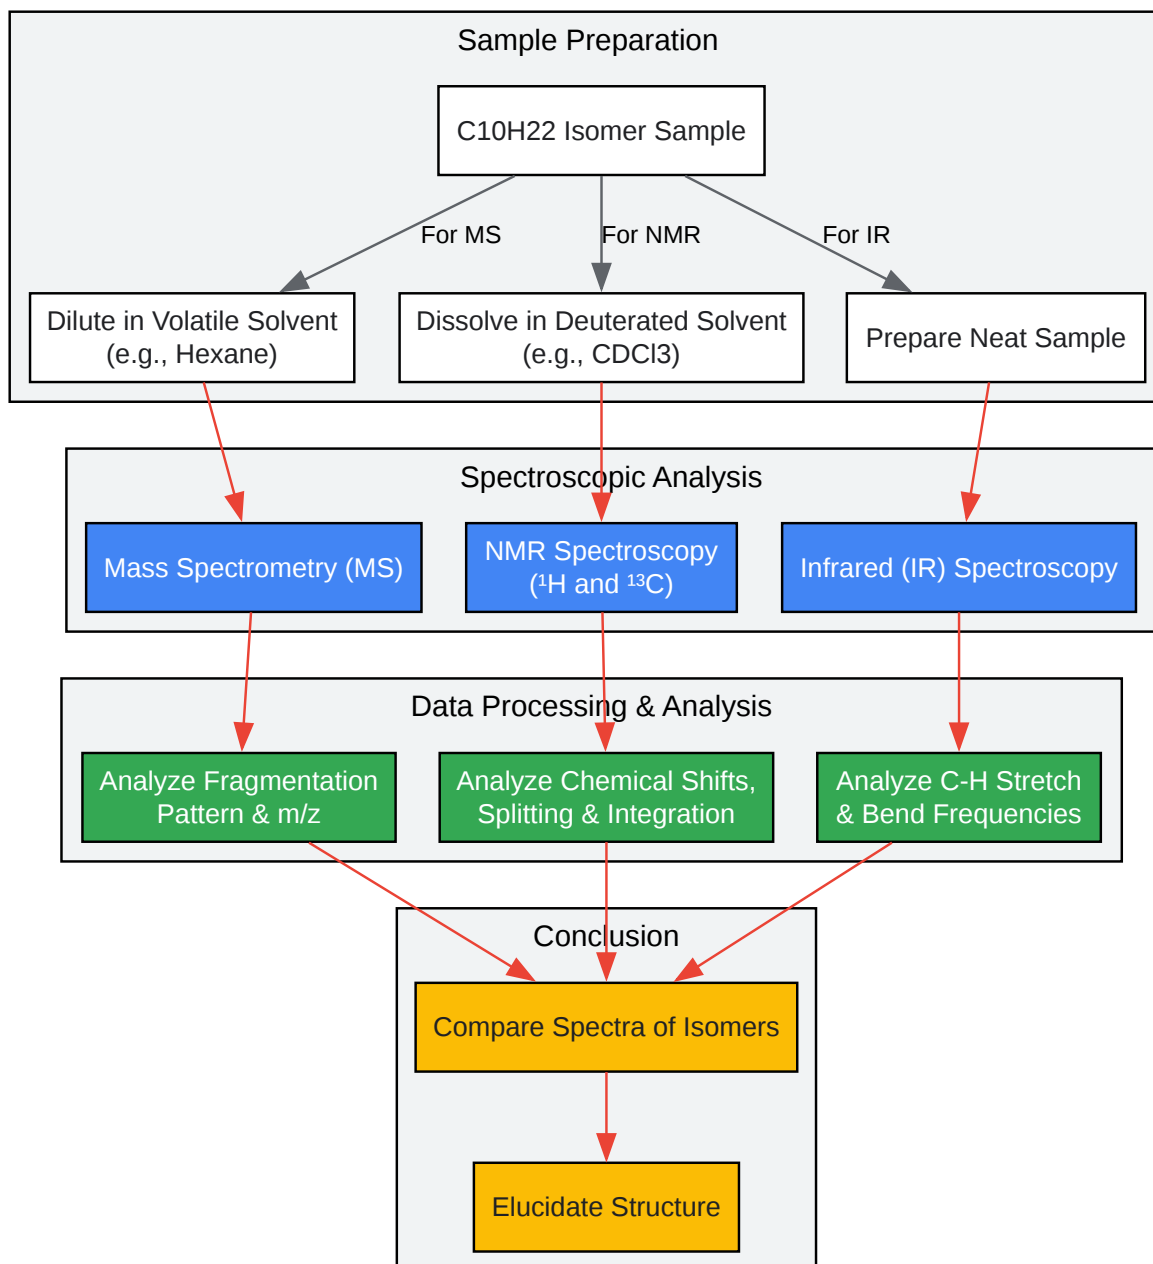 Sample Preparation
C10H22 Isomer Sample
For MS
For NMR
For IR
Dilute in Volatile Solvent
(e.g., Hexane)
Dissolve in Deuterated Solvent
(e.g., CDCl3)
Prepare Neat Sample
Spectroscopic Analysis
Mass Spectrometry (MS)
NMR Spectroscopy
(¹H and ¹³C)
Infrared (IR) Spectroscopy
Data Processing & Analysis
Analyze Fragmentation
Pattern & m/z
Analyze Chemical Shifts,
Splitting & Integration
Analyze C-H Stretch
& Bend Frequencies
Conclusion
Compare Spectra of Isomers
Elucidate Structure